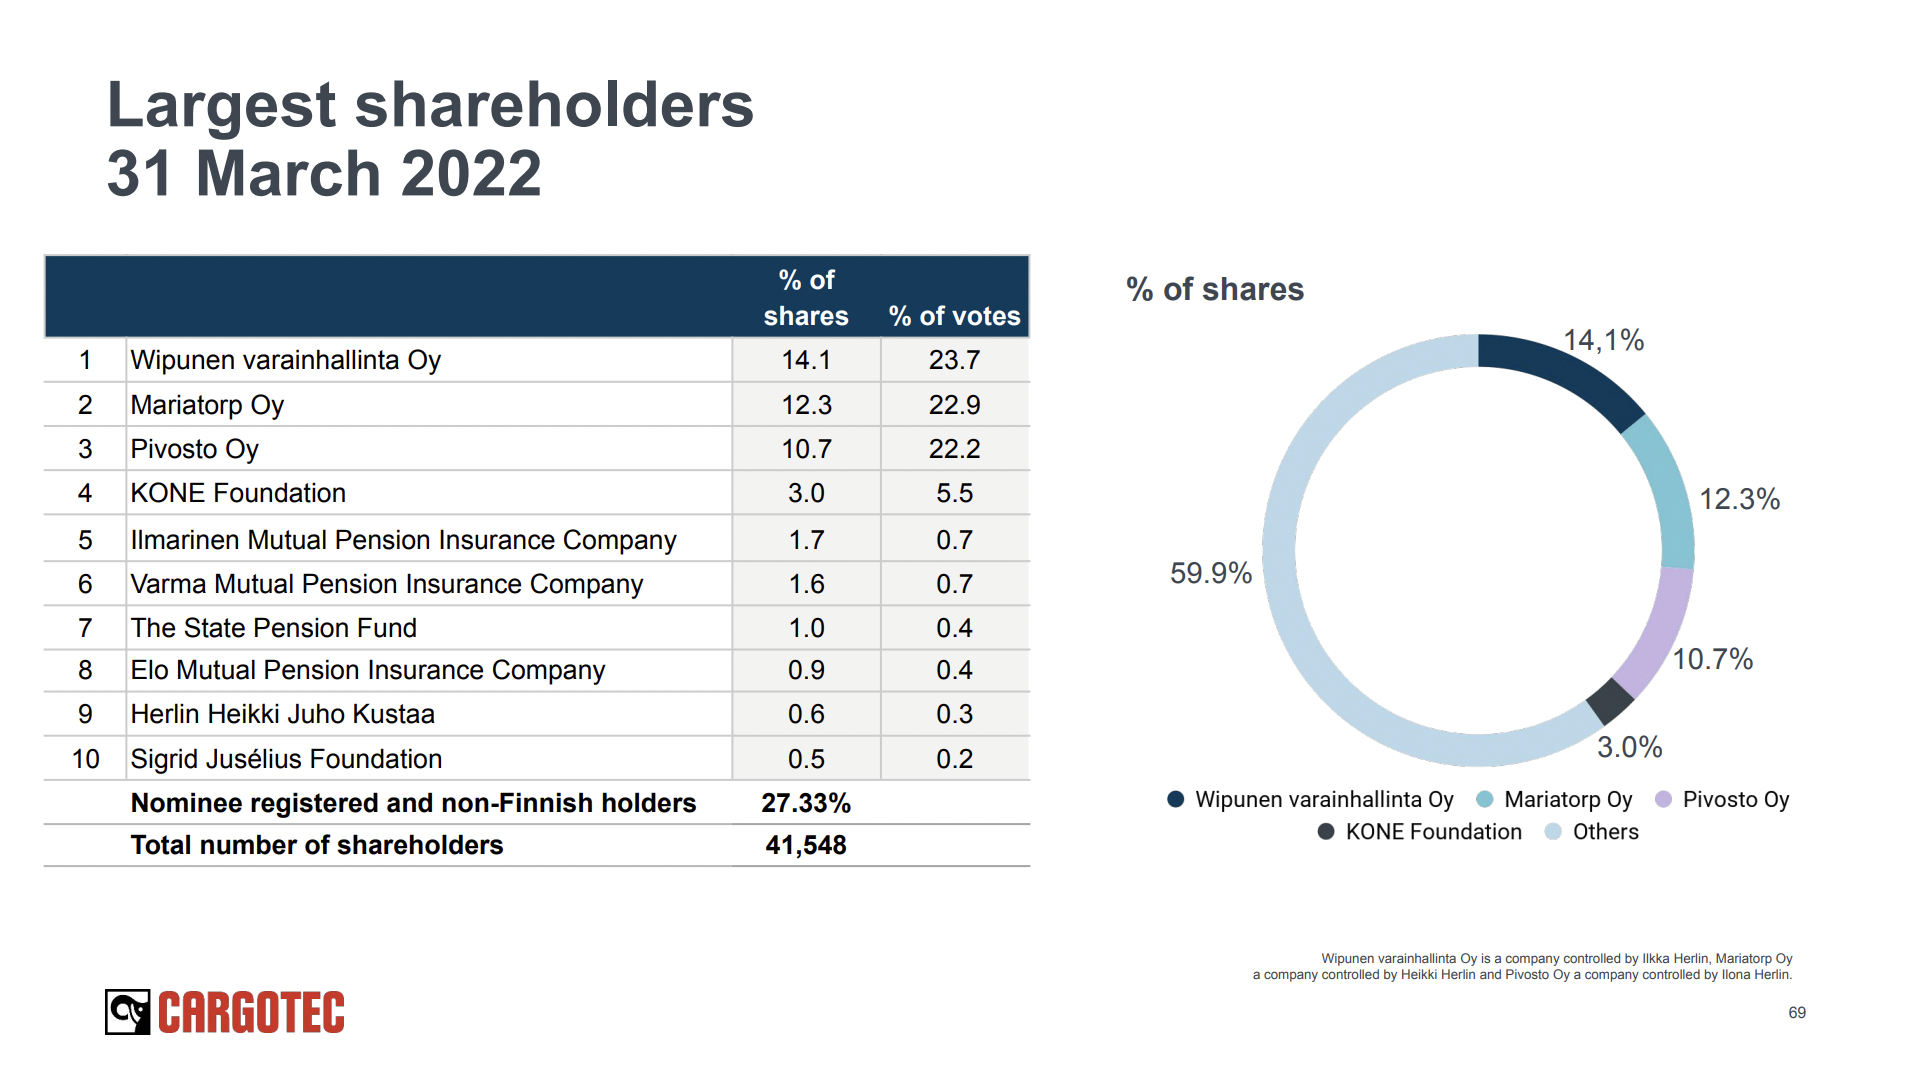 Largest shareholders
31 March 2022
% of
shares % of votes
1 Wipunen varainhallinta Oy 14.1 23.7
2 Mariatorp Oy 12.3 22.9
3 Pivosto Oy 10.7 22.2
4 KONE Foundation 3.0 5.5
5 Ilmarinen Mutual Pension Insurance Company 1.7 0.7
6 Varma Mutual Pension Insurance Company 1.6 0.7
7 The State Pension Fund 1.0 0.4
8 Elo Mutual Pension Insurance Company 0.9 0.4
9 Herlin Heikki Juho Kustaa 0.6 0.3
10 Sigrid Jusélius Foundation 0.5 0.2
Nominee registered and non-Finnish holders 27.33%
Total number of shareholders 41,548
% of shares
14,1%
12.3%
59.9%
10.7%
3.0%
Wipunen varainhallinta Oy Mariatorp Oy Pivosto Oy
KONE Foundation Others
Wipunen varainhallinta Oy is a company controlled by Ilkka Herlin, Mariatorp Oy
a company controlled by Heikki Herlin and Pivosto Oy a company controlled by Ilona Herlin.
CARGOTEC
69